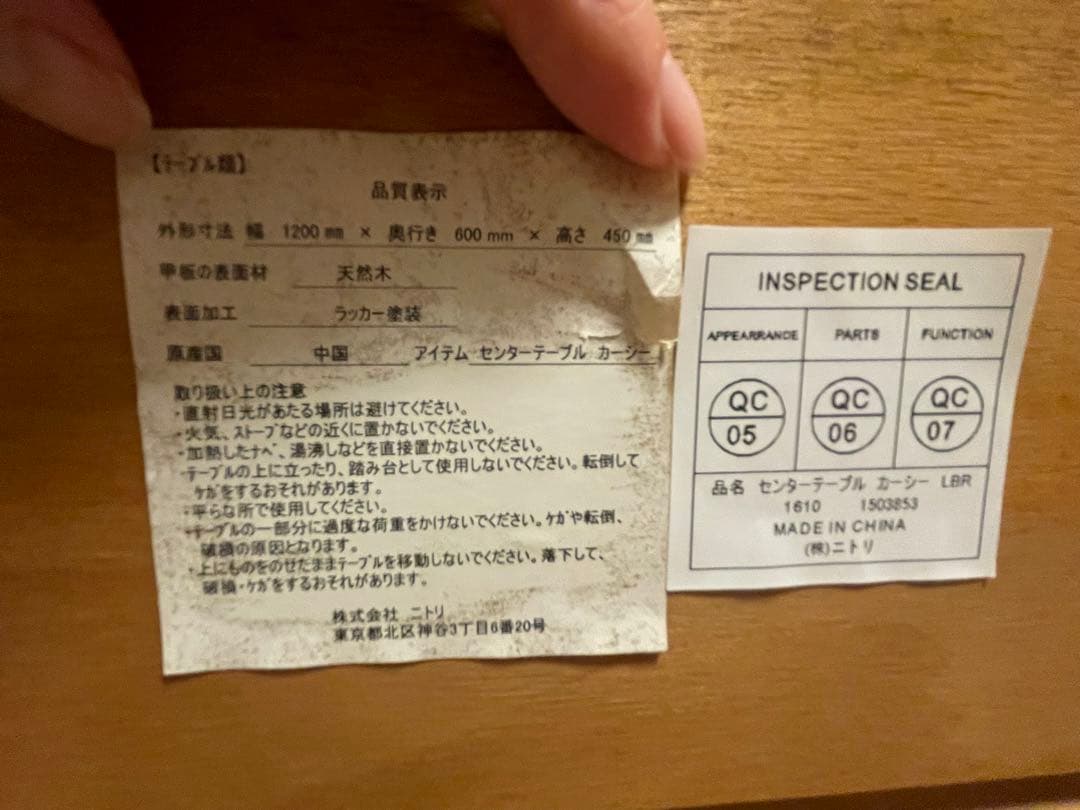 【テーブル類】
品質表示
外形寸法 幅 1200 mm × 奥行き 600 mm × 高さ 450 mm
甲板の表面材 天然木
表面加工 ラッカー塗装
原産国 中国 アイテム センターテーブル カーシー
取り扱い上の注意
・直射日光があたる場所は避けてください。
・火気、ストーブなどの近くに置かないでください。
・加熱したナベ、湯沸しなどを直接置かないでください。
・テーブルの上に立ったり、踏み台として使用しないでください。転倒して
ケガをするおそれがあります。
・平らな所で使用してください。
・テーブルの一部分に過度な荷重をかけないでください。ケガや転倒、
破損の原因となります。
・上にものをのせたままテーブルを移動しないでください。落下して、
破損・ケガをするおそれがあります。
株式会社 ニトリ
東京都北区神谷3丁目6番20号
INSPECTION SEAL
APPEARRANDE PARTS FUNCTION
QC QC QC
05 06 07
品名 センターテーブル カーシー LBR
1610 1503853
MADE IN CHINA
(株)ニトリ